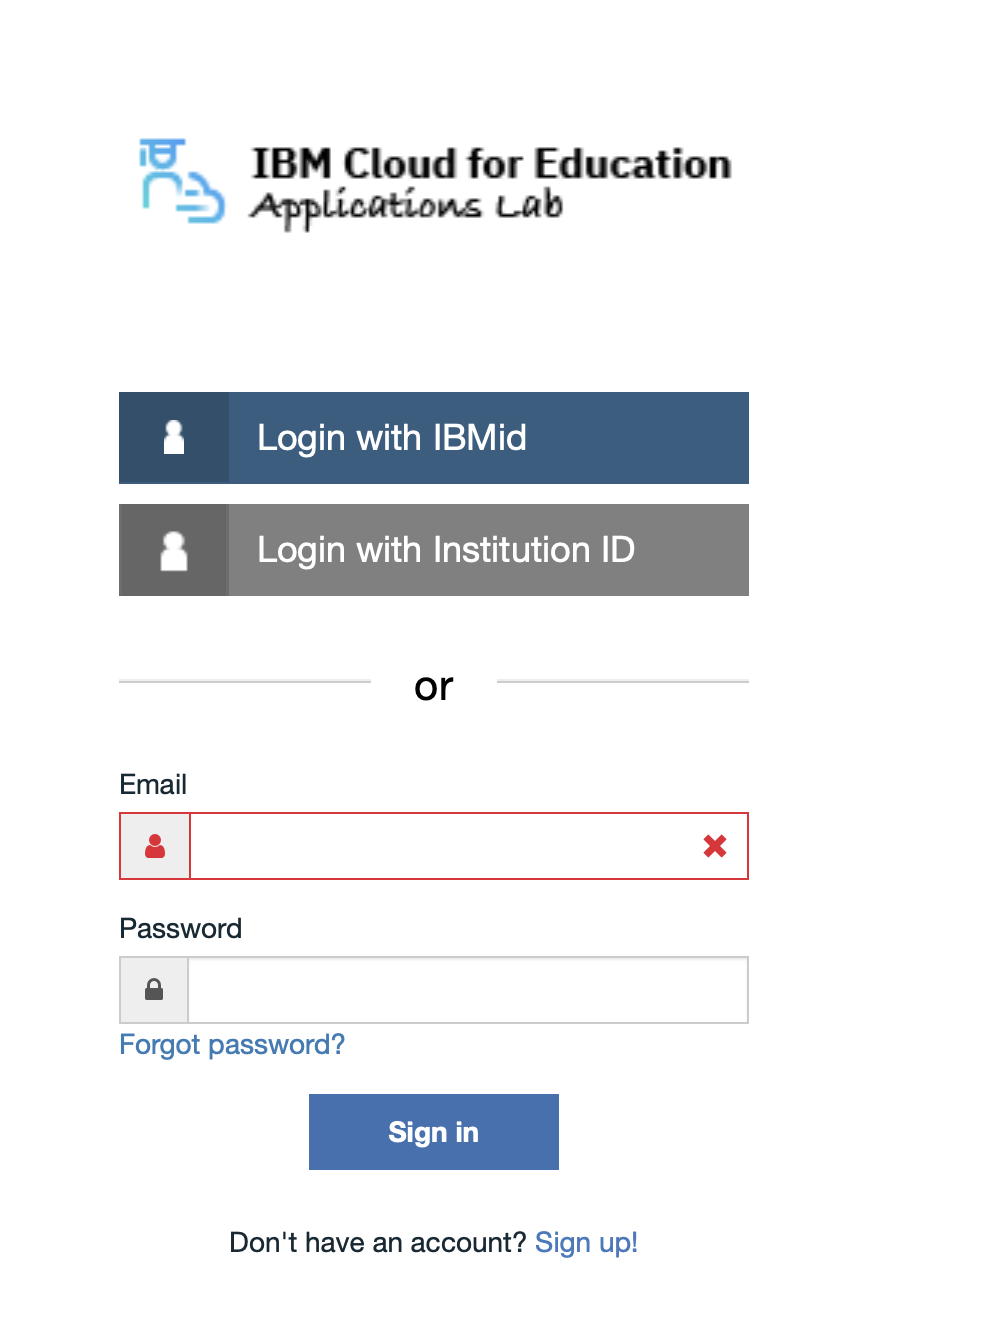 IBM Cloud for Education
Applications Lab
Login with IBMid
Login with Institution ID
or
Email
Password
Forgot password?
Sign in
Don't have an account? Sign up!